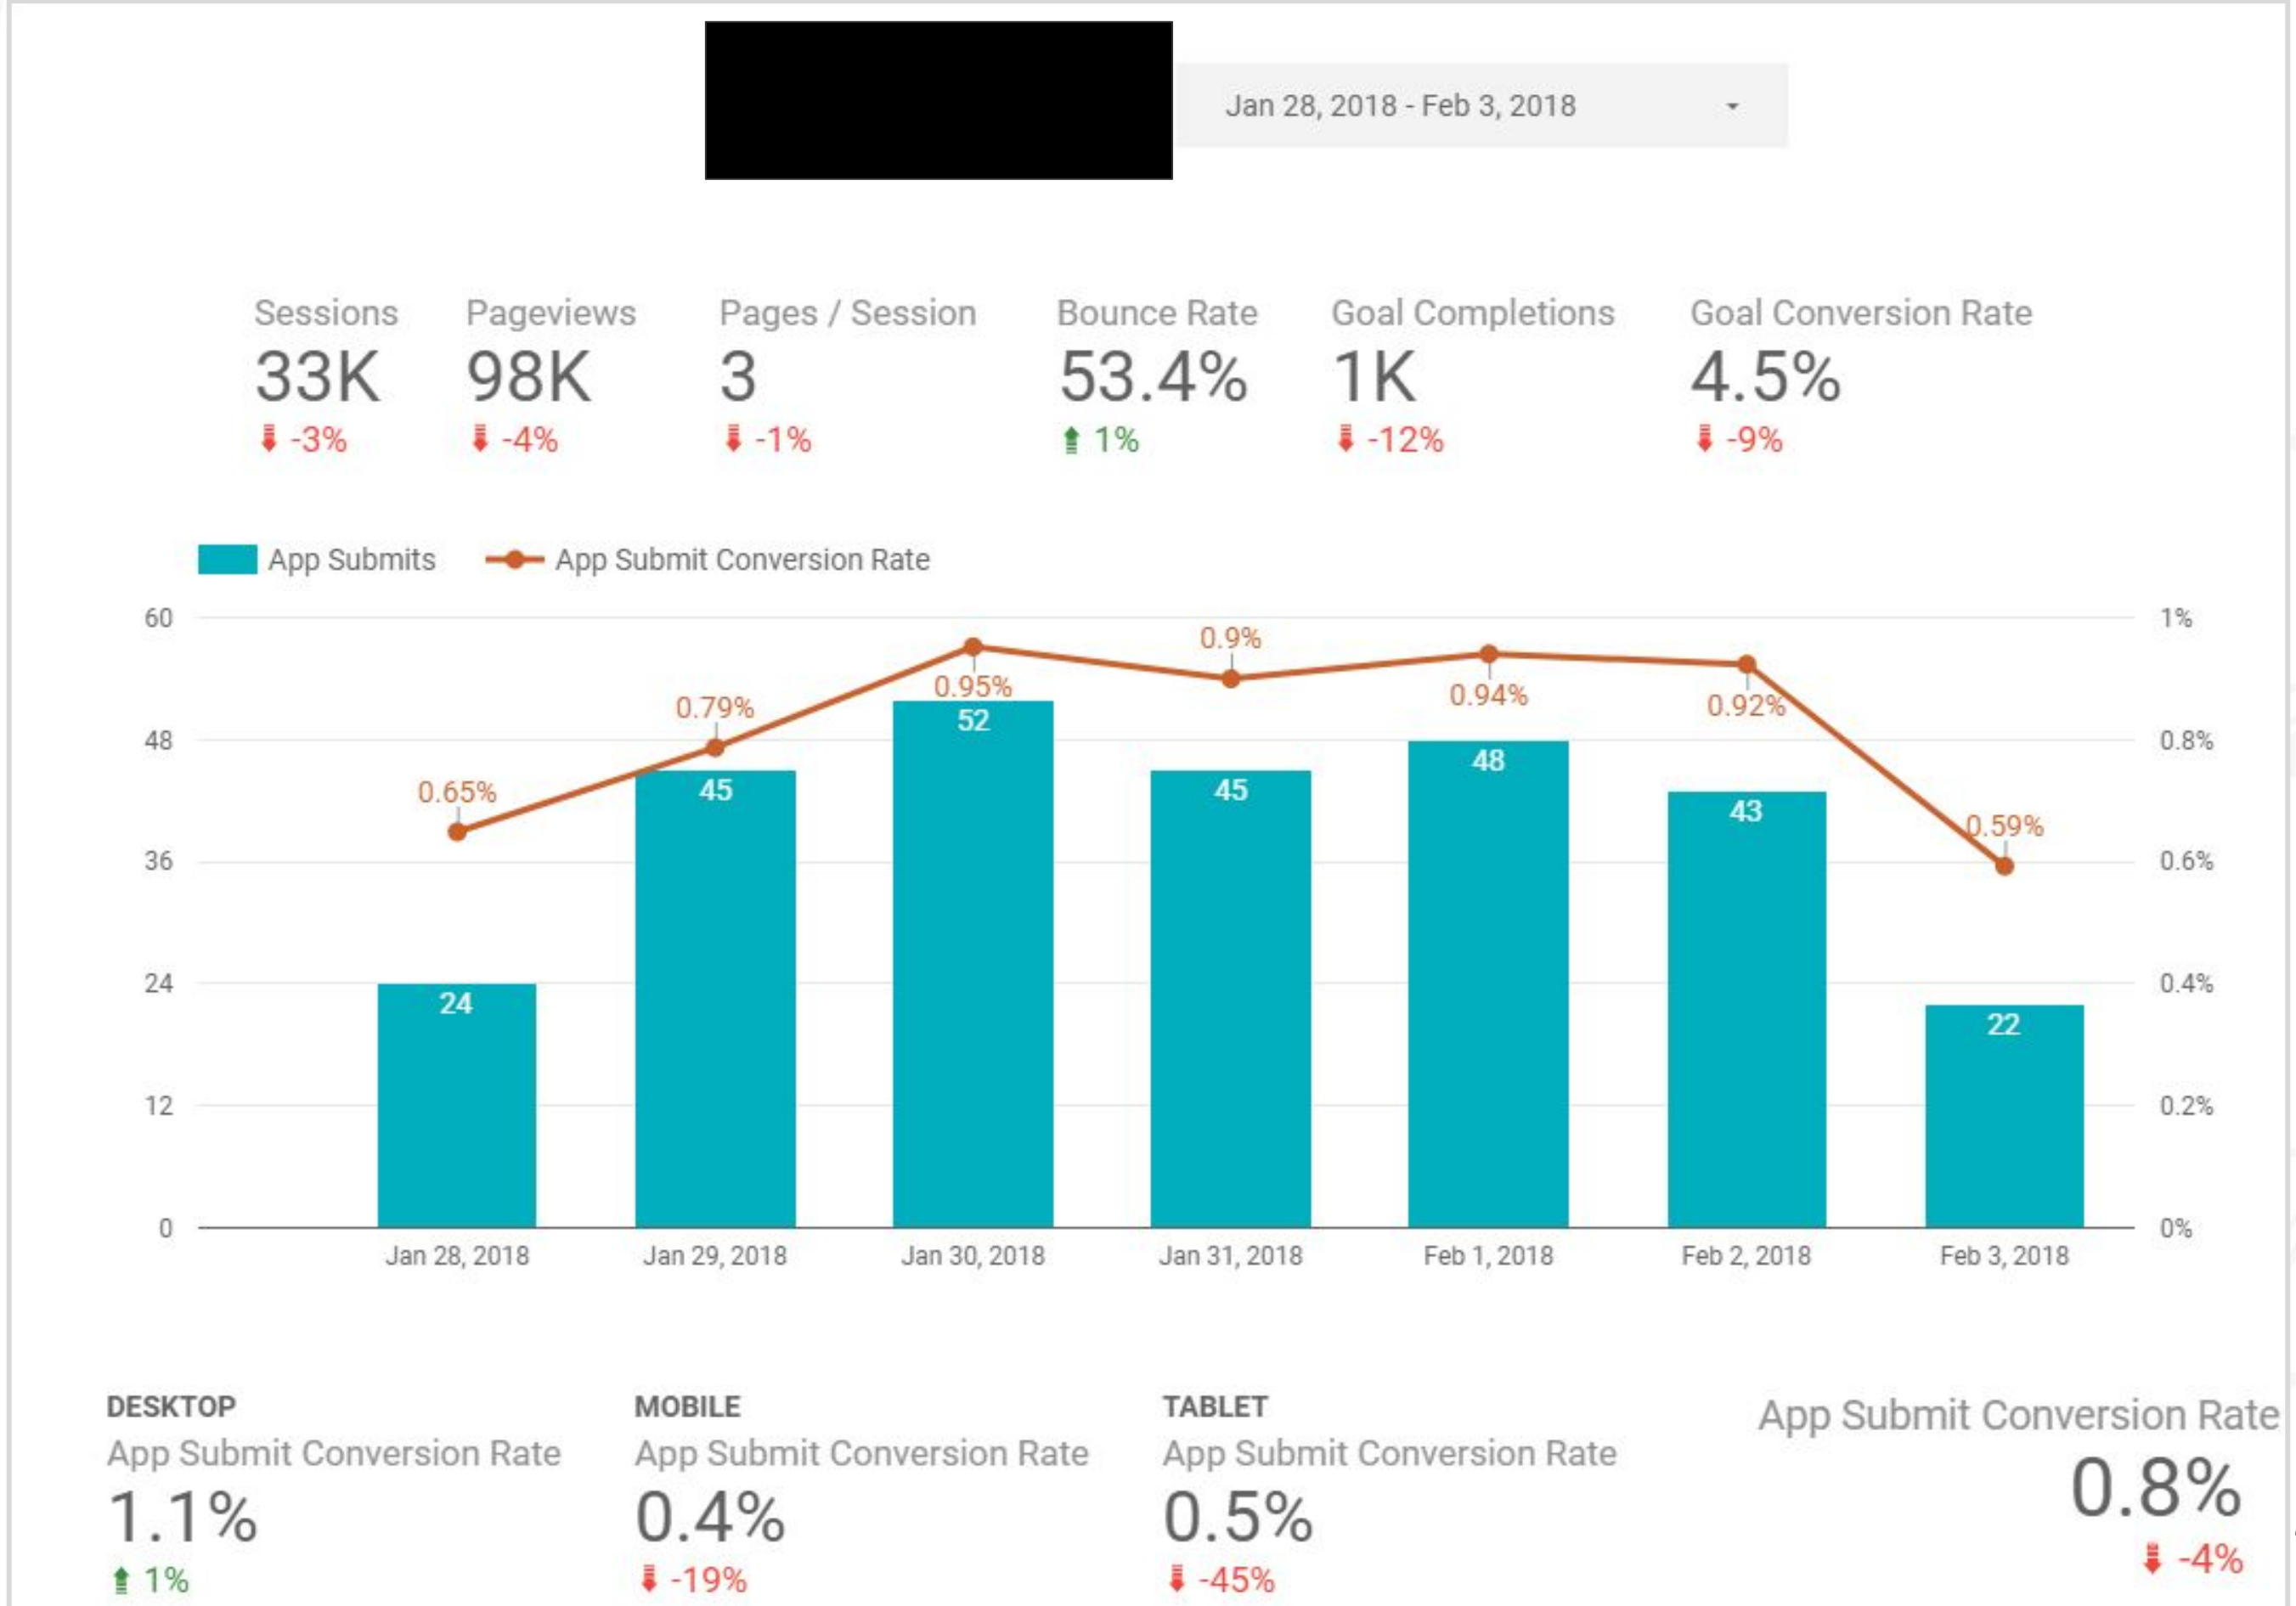 Jan 28, 2018 - Feb 3, 2018
Sessions Pageviews Pages / Session Bounce Rate Goal Completions Goal Conversion Rate
33K 98K 3 53.4% 1K 4.5%
-3% -4% -1% 1% -12% -9%
App Submits App Submit Conversion Rate
60 1%
0.9%
0.95%
0.94%
0.79% 0.92%
52
48 0.8%
48
45 45
0.65%
43
0.59%
36 0.6%
24 0.4%
24
22
12 0.2%
0 0%
Jan 28, 2018 Jan 29, 2018 Jan 30, 2018 Jan 31, 2018 Feb 1, 2018 Feb 2, 2018 Feb 3, 2018
DESKTOP
App Submit Conversion Rate
1.1%
1%
MOBILE
App Submit Conversion Rate
0.4%
-19%
TABLET
App Submit Conversion Rate
0.5%
-45%
App Submit Conversion Rate
0.8%
-4%